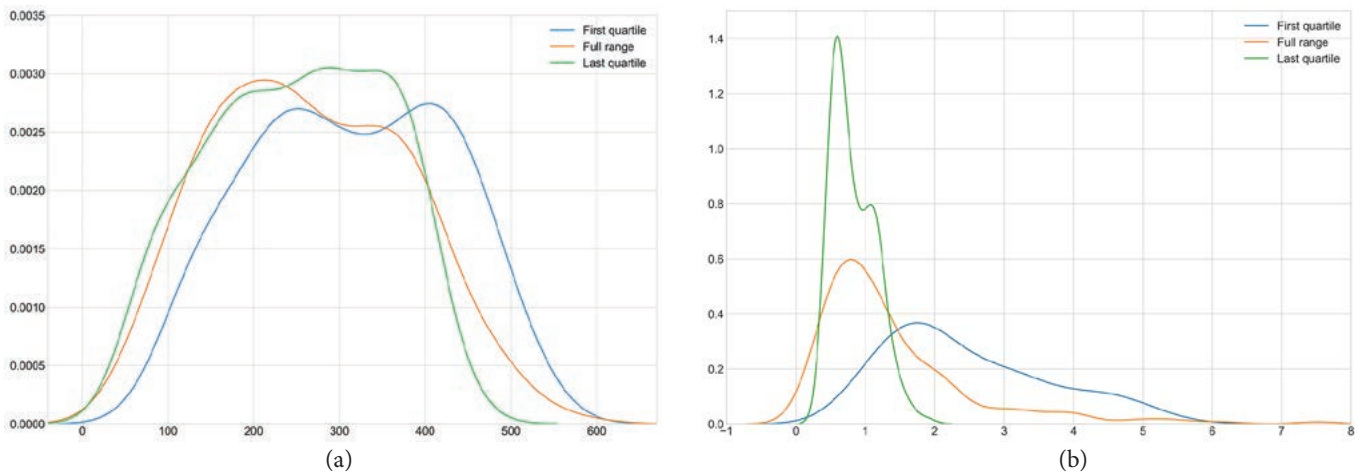 0.0035
0.0030
0.0025
0.0020
0.0015
0.0010
0.0005
0.0000
0 100 200 300 400 500 600
First quartile
Full range
Last quartile
(a)
1.4
1.2
1.0
0.8
0.6
0.4
0.2
0.0
−1 0 1 2 3 4 5 6 7 8
First quartile
Full range
Last quartile
(b)